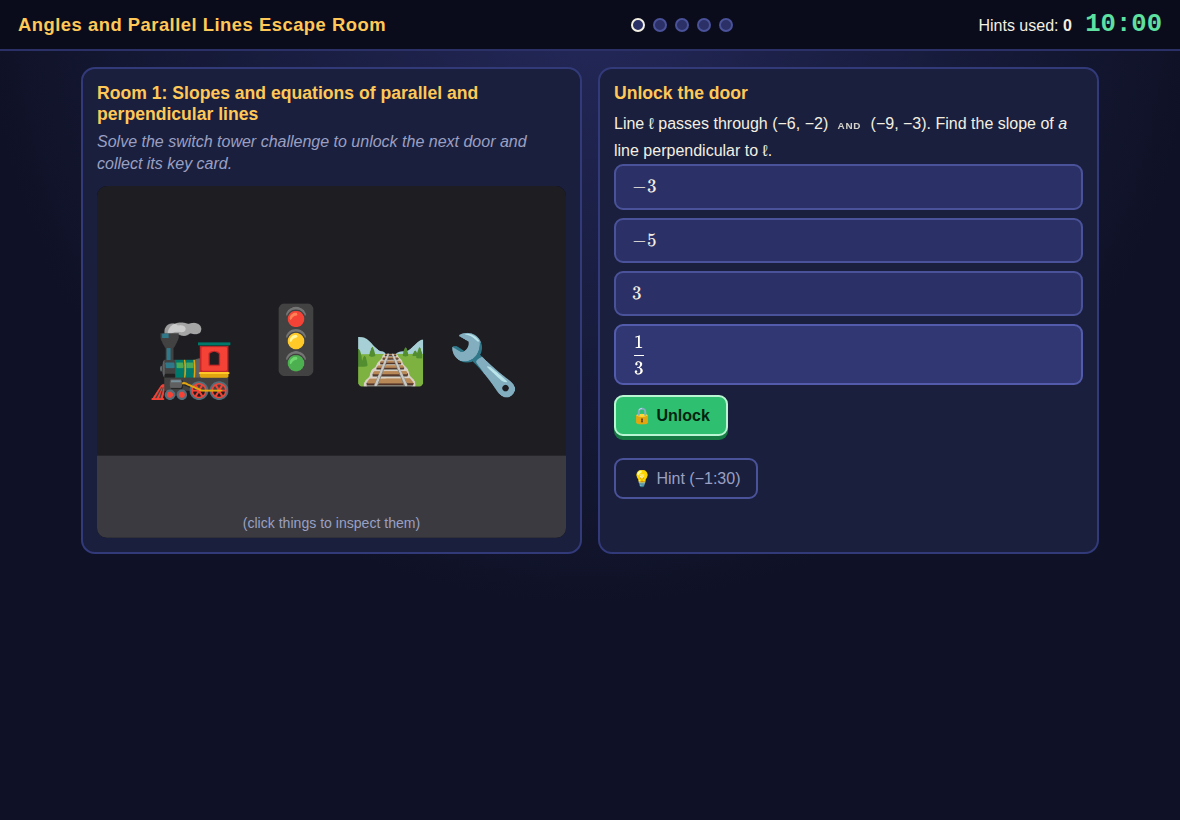 Angles and Parallel Lines Escape Room
Hints used: 0 10:00
Room 1: Slopes and equations of parallel and
perpendicular lines
Solve the switch tower challenge to unlock the next door and
collect its key card.
(click things to inspect them)
Unlock the door
Line ℓ passes through (−6, −2) AND (−9, −3). Find the slope of a
line perpendicular to ℓ.
−3
−5
3
1
3
🔒 Unlock
💡 Hint (−1:30)